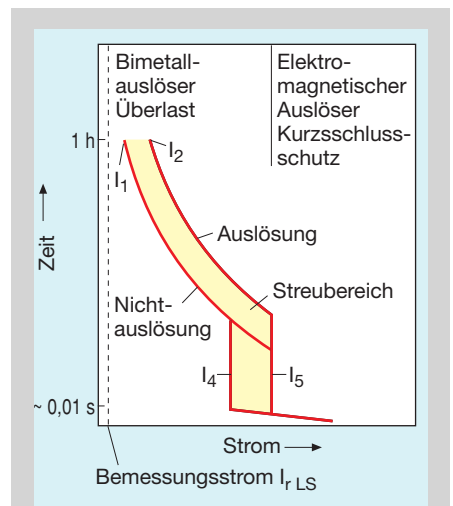 Bimetall-
auslöser
Überlast
Elektro-
magnetischer
Auslöser
Kurzsschluss-
schutz
1 h
I2
I1
Zeit
Auslösung
Streubereich
Nicht-
auslösung
I4
I5
~ 0,01 s
Strom
Bemessungsstrom Ir LS